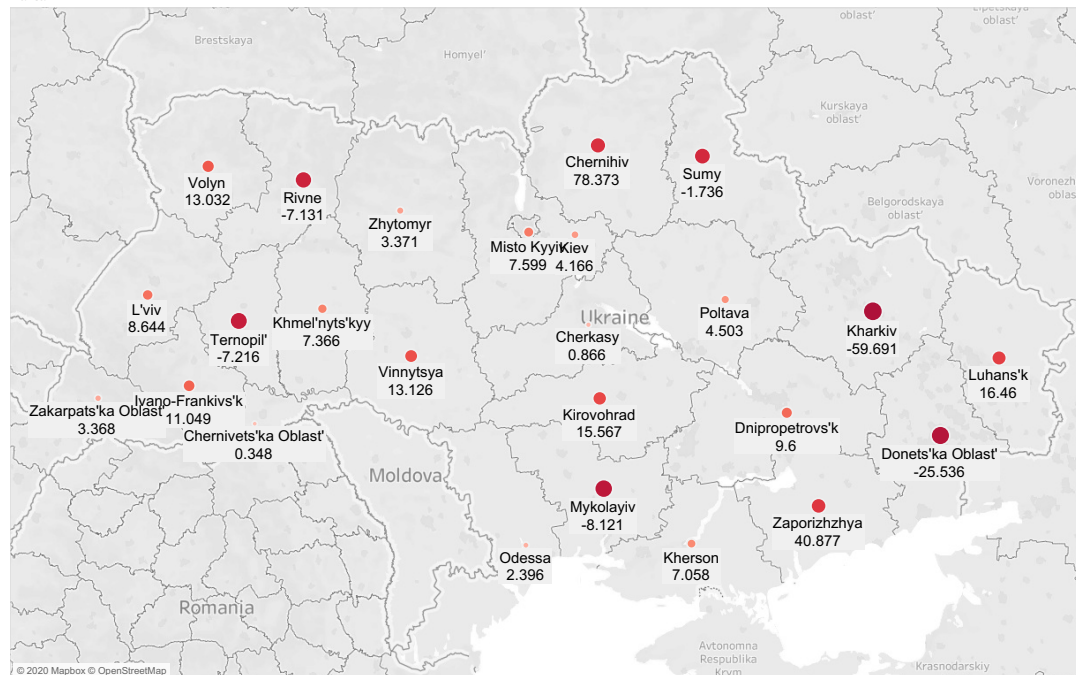 oblast'
Lipetskaya
oblast'
Brestskaya
Homyel'
Kurskaya
oblast'
Chernihiv
78.373
Sumy
-1.736
Volyn
13.032
Rivne
-7.131
Belgorodskaya
oblast'
Voronezh
oblas
Zhytomyr
3.371
Misto Kyyiv
7.599
Kiev
4.166
L'viv
8.644
Ternopil'
-7.216
Khmel'nyts'kyy
7.366
Ukraine
Poltava
4.503
Kharkiv
-59.691
Cherkasy
0.866
Vinnytsya
13.126
Luhans'k
16.46
Zakarpats'ka Oblast'
3.368
Ivano-Frankivs'k
11.049
Chernivets'ka Oblast'
0.348
Kirovohrad
15.567
Dnipropetrovs'k
9.6
Donets'ka Oblast'
-25.536
Moldova
Mykolayiv
-8.121
Zaporizhzhya
40.877
Odessa
2.396
Kherson
7.058
Romania
Avtonomna
Respublika
Krym
Krasnodarskiy
© 2020 Mapbox © OpenStreetMap